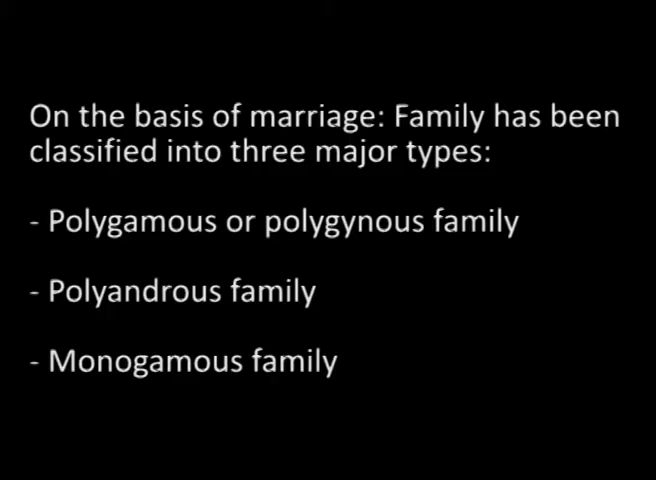 On the basis of marriage: Family has been
classified into three major types:
- Polygamous or polygynous family
- Polyandrous family
- Monogamous family